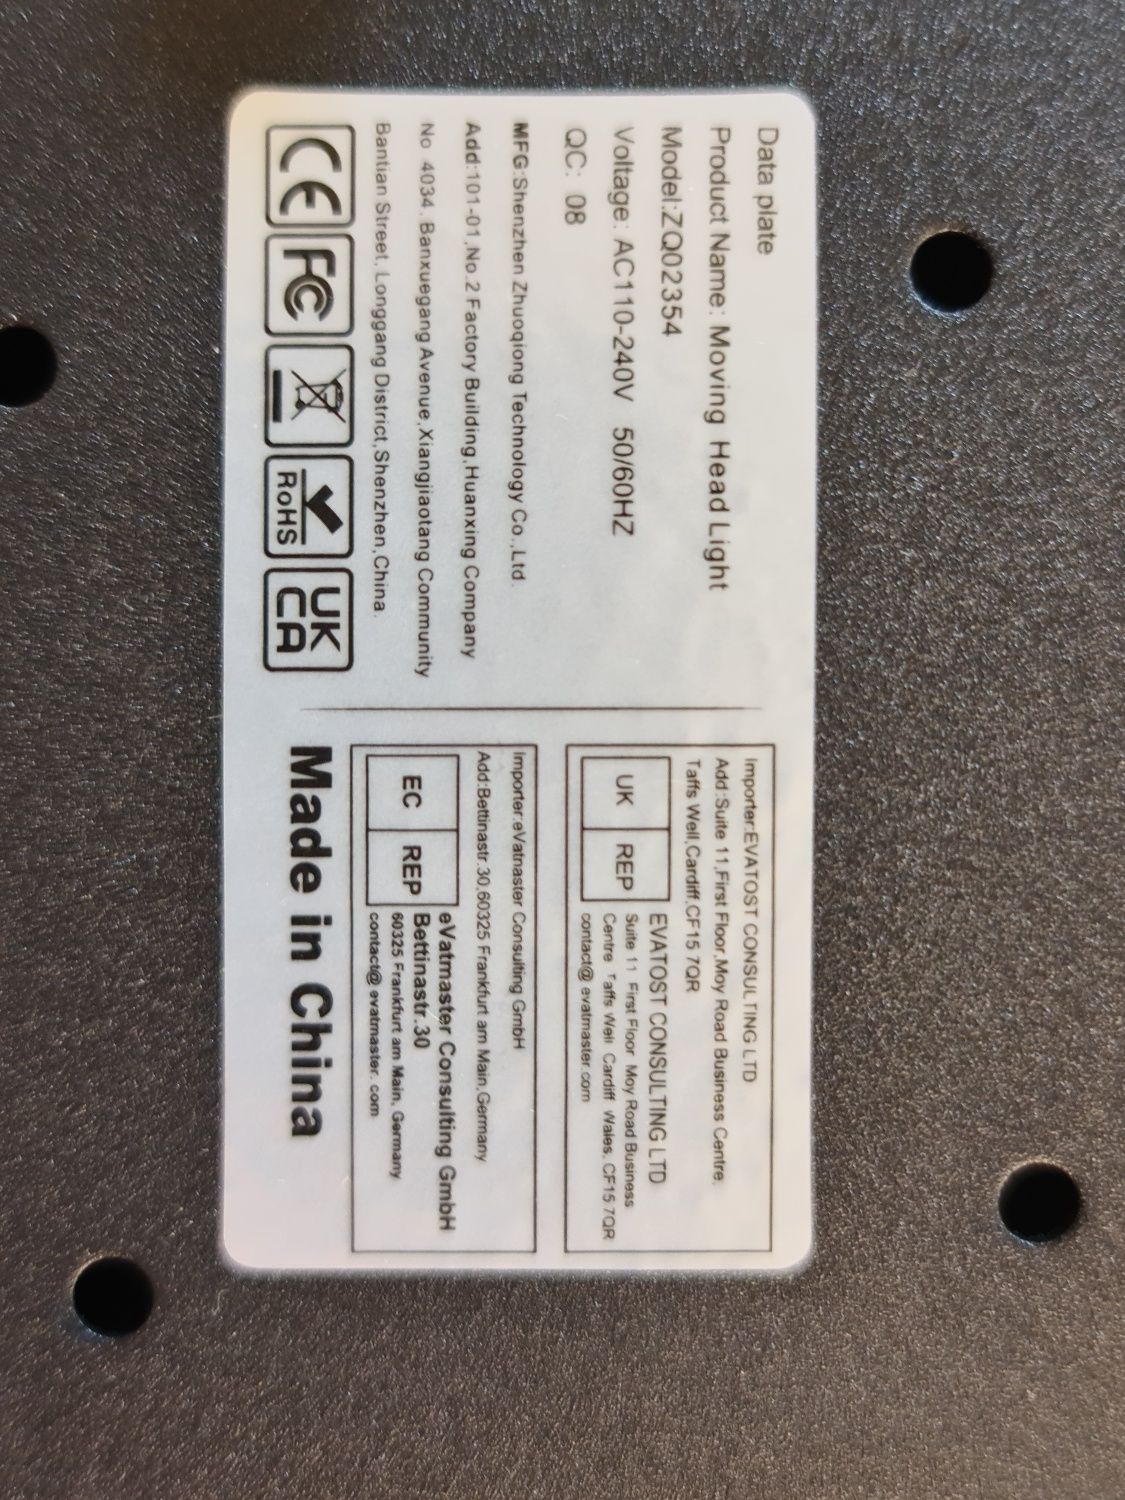 Data plate
Product Name: Moving Head Light
Model:ZQ02354
Voltage: AC110-240V 50/60HZ
QC: 08
MFG:Shenzhen Zhuoqiong Technology Co.,Ltd.
Add:101-01,No.2 Factory Building,Huanxing Company
No 4034. Banxuegang Avenue,Xiangjiaotang Community
Bantian Street, Longgang District,Shenzhen,China.
CE
FC
RoHS
UK
CA
Importer:EVATOST CONSULTING LTD
Add:Suite 11,First Floor,Moy Road Business Centre,
Taffs Well,Cardiff,CF15 7QR
UK REP
EVATOST CONSULTING LTD
Suite 11 First Floor Moy Road Business
Centre Taffs Well Cardiff Wales, CF15 7QR
contact@ evatmaster.com
Importer:eVatnaster Consulting GmbH
Add:Bettinastr.30,60325 Frankfurt am Main,Germany
EC REP
eVatmaster Consulting GmbH
Bettinastr.30
60325 Frankfurt am Main, Germany
contact@ evatmaster. com
Made in China